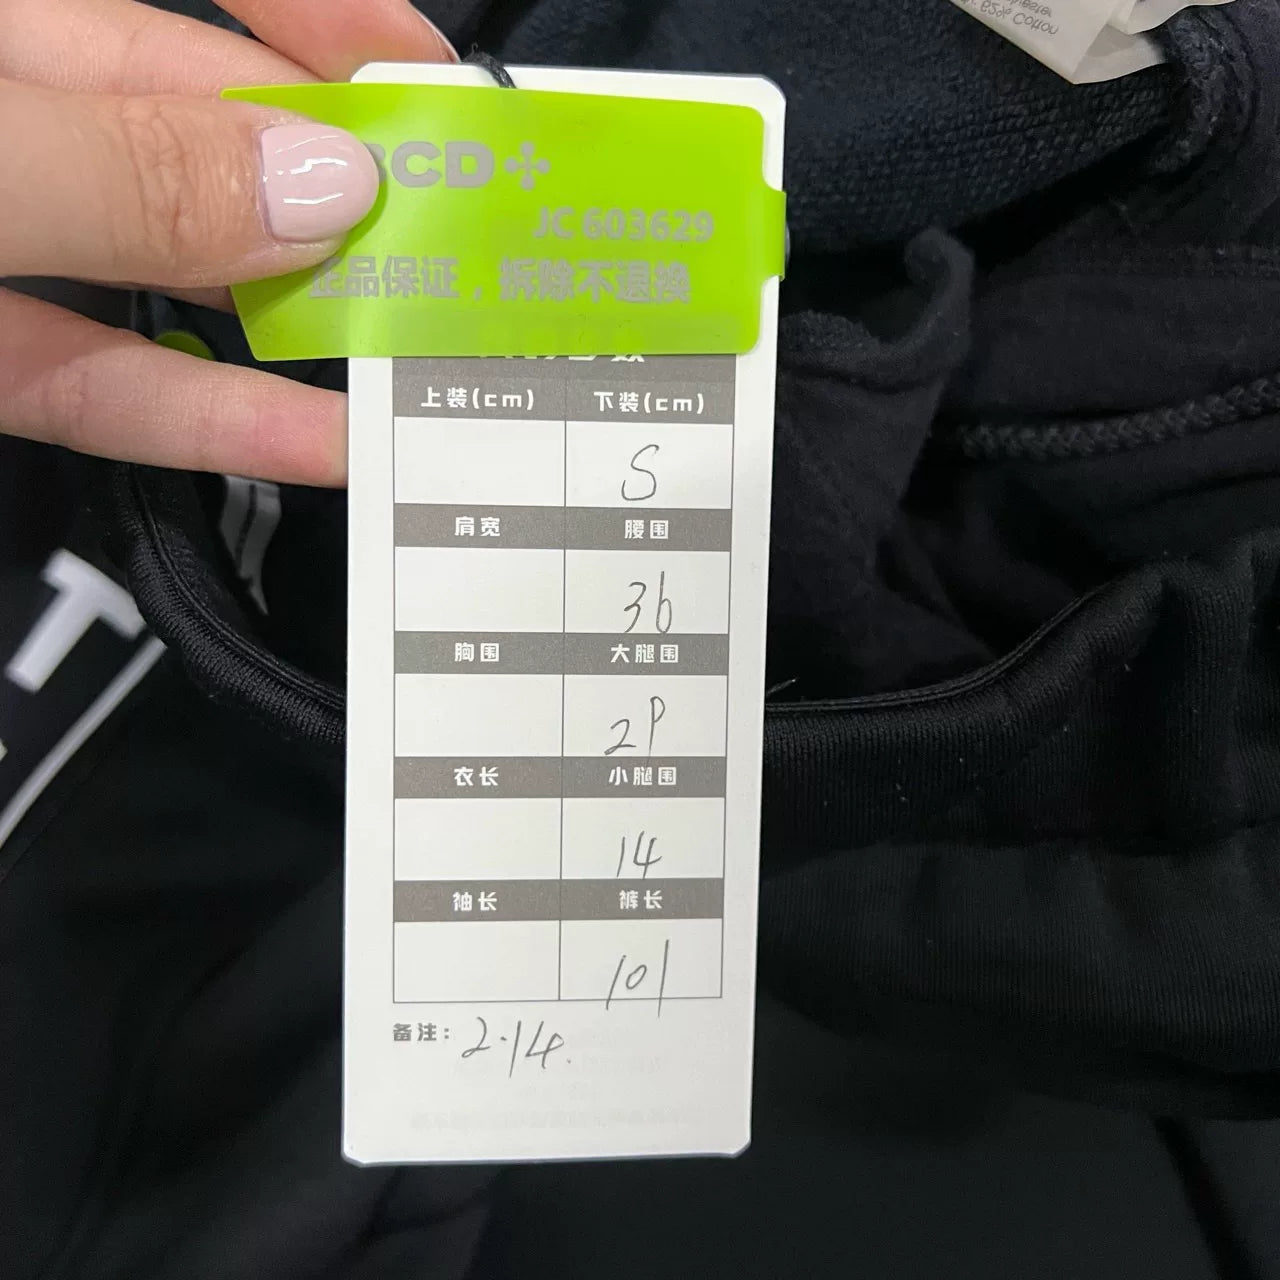 BCD
JC 603629
正品保证，拆除不退换
上装(cm) 下装(cm)
S
肩宽 腰围
36
胸围 大腿围
29
衣长 小腿围
14
袖长 裤长
101
备注: 2.14.
T